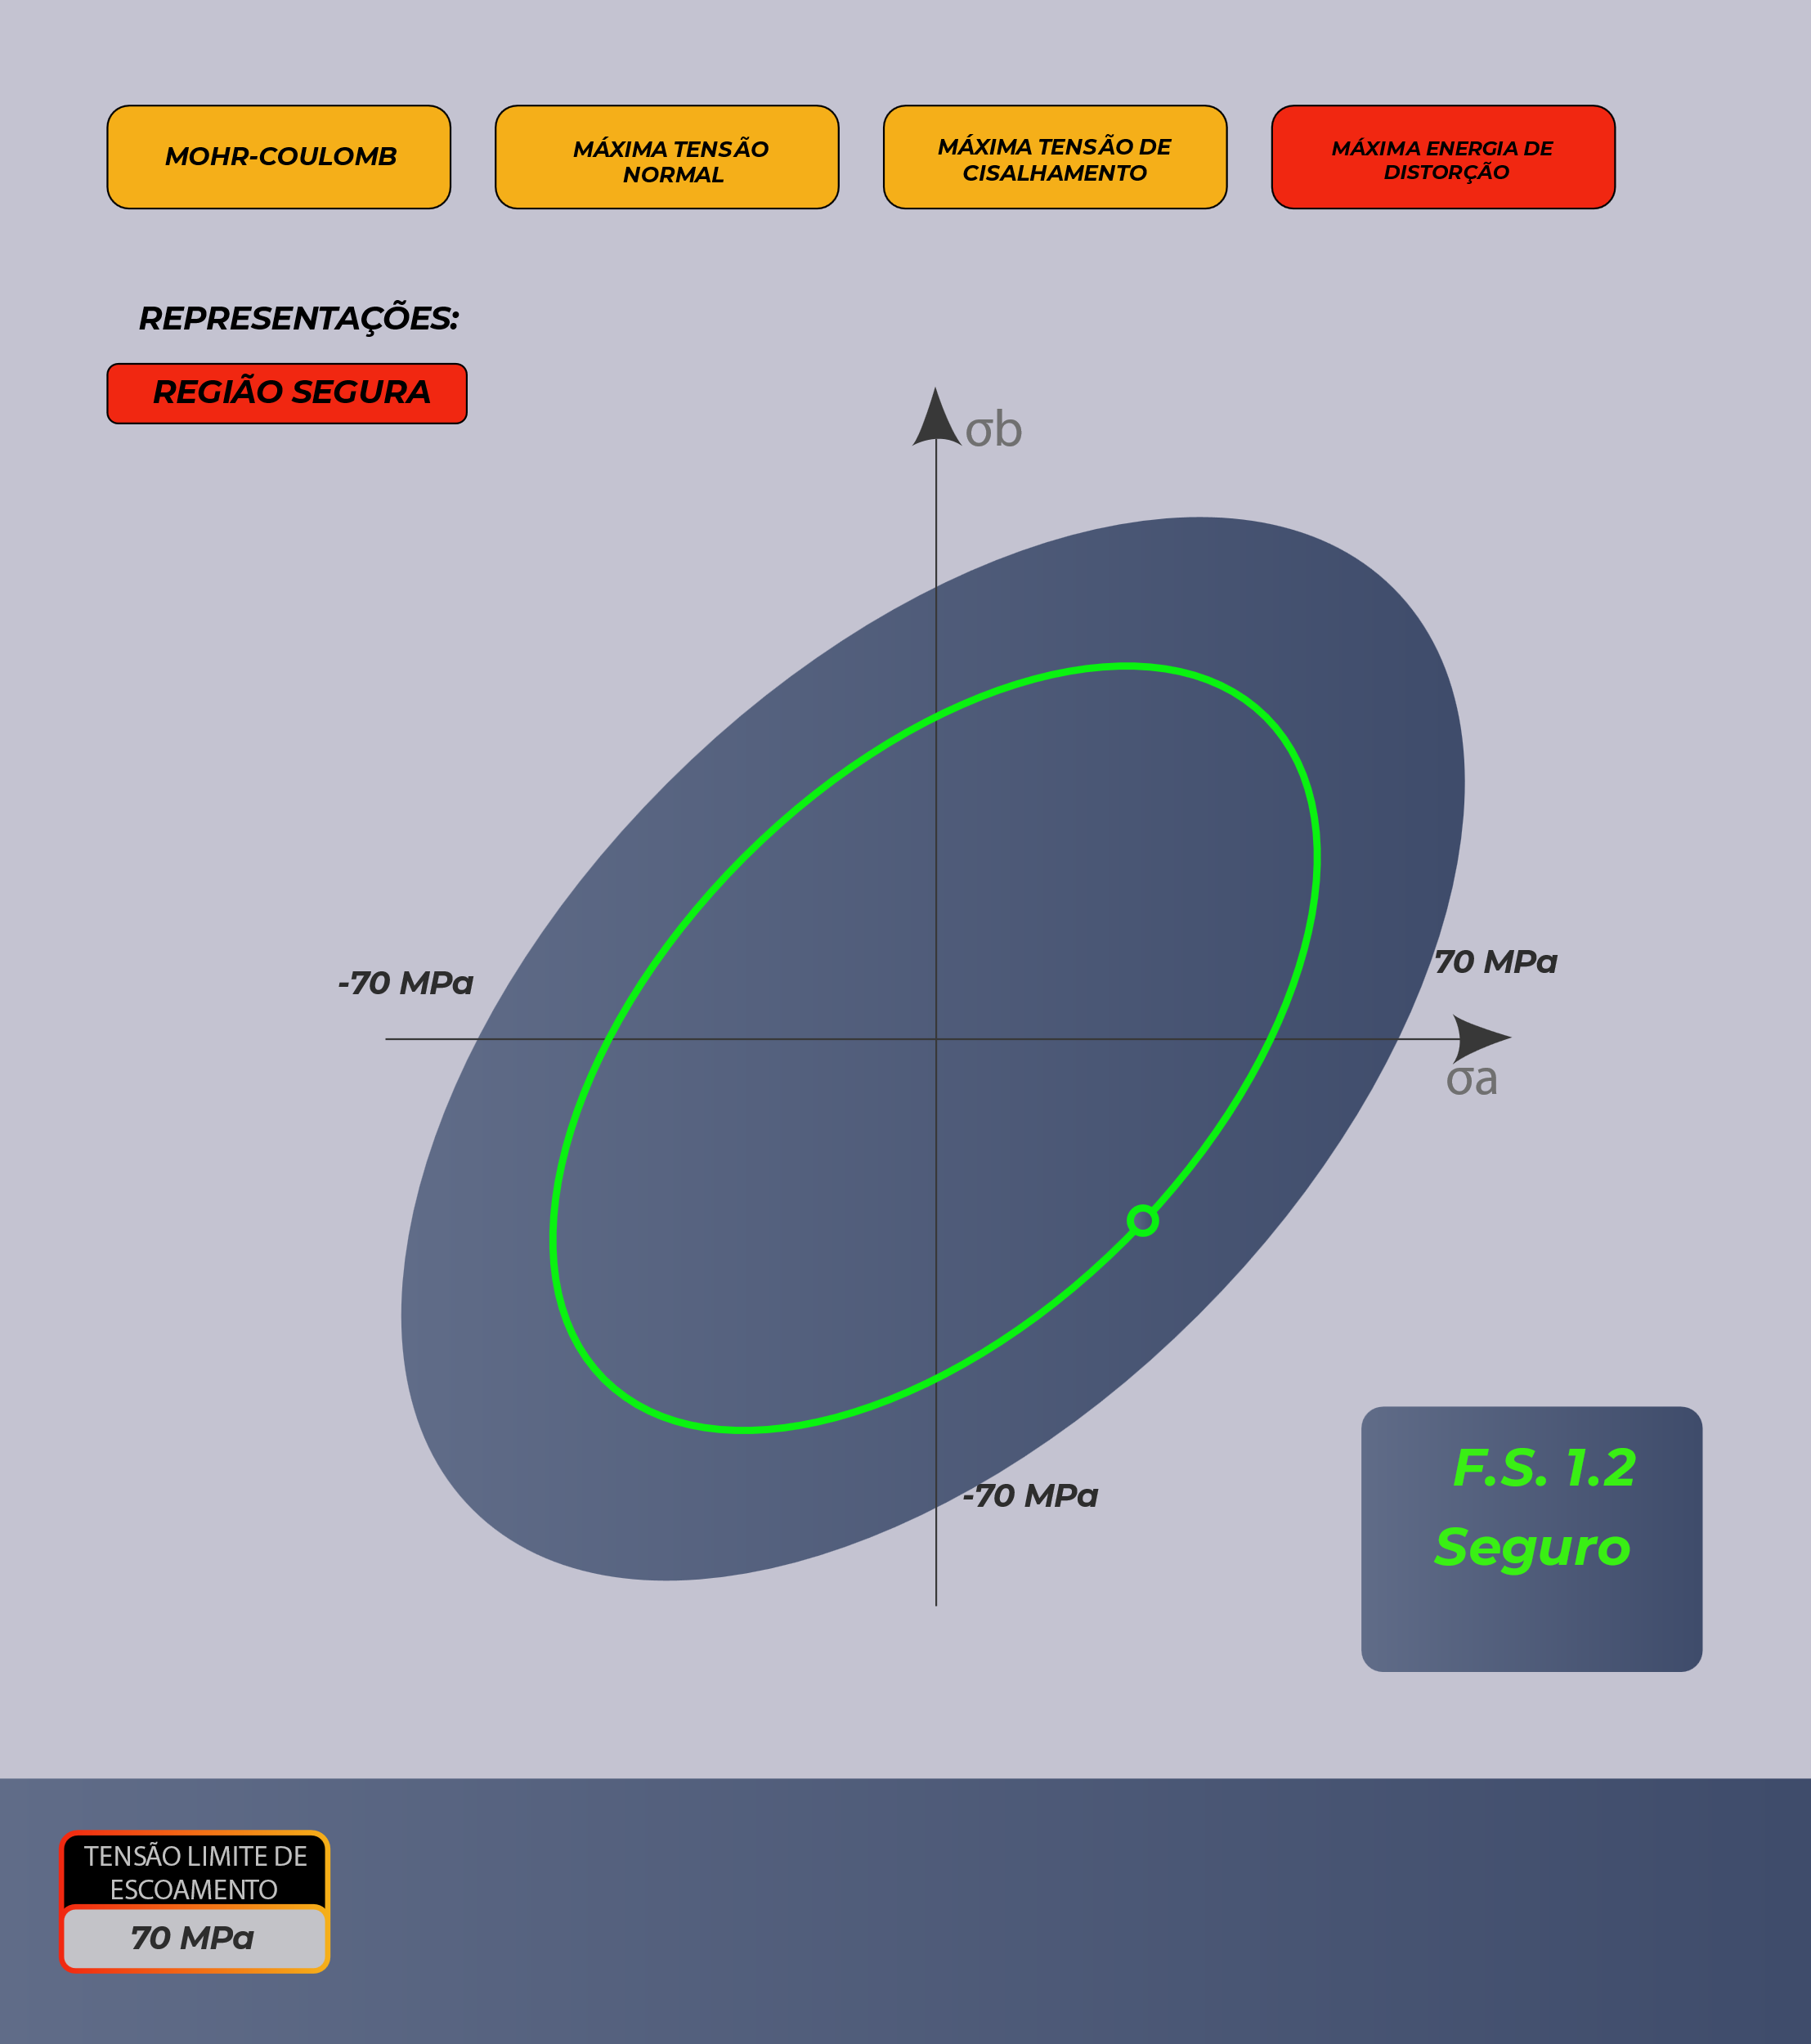 MOHR-COULOMB
MÁXIMA TENSÃO
NORMAL
MÁXIMA TENSÃO DE
CISALHAMENTO
MÁXIMA ENERGIA DE
DISTORÇÃO
REPRESENTAÇÕES:
REGIÃO SEGURA
σb
70 MPa
-70 MPa
σa
-70 MPa
F.S. 1.2
Seguro
TENSÃO LIMITE DE
ESCOAMENTO
70 MPa